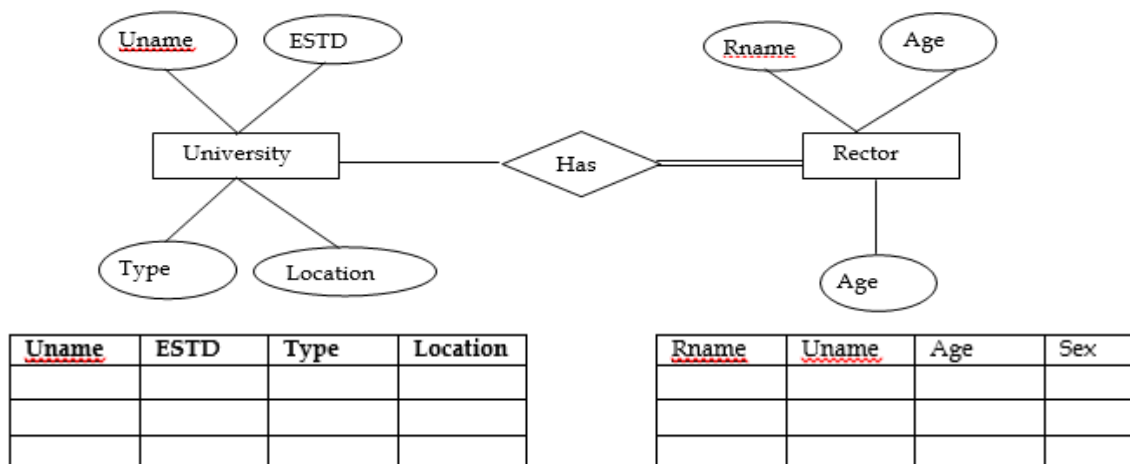 Uname ESTD Rname Age
University Has Rector
Type Location Age
Uname ESTD Type Location Rname Uname Age Sex